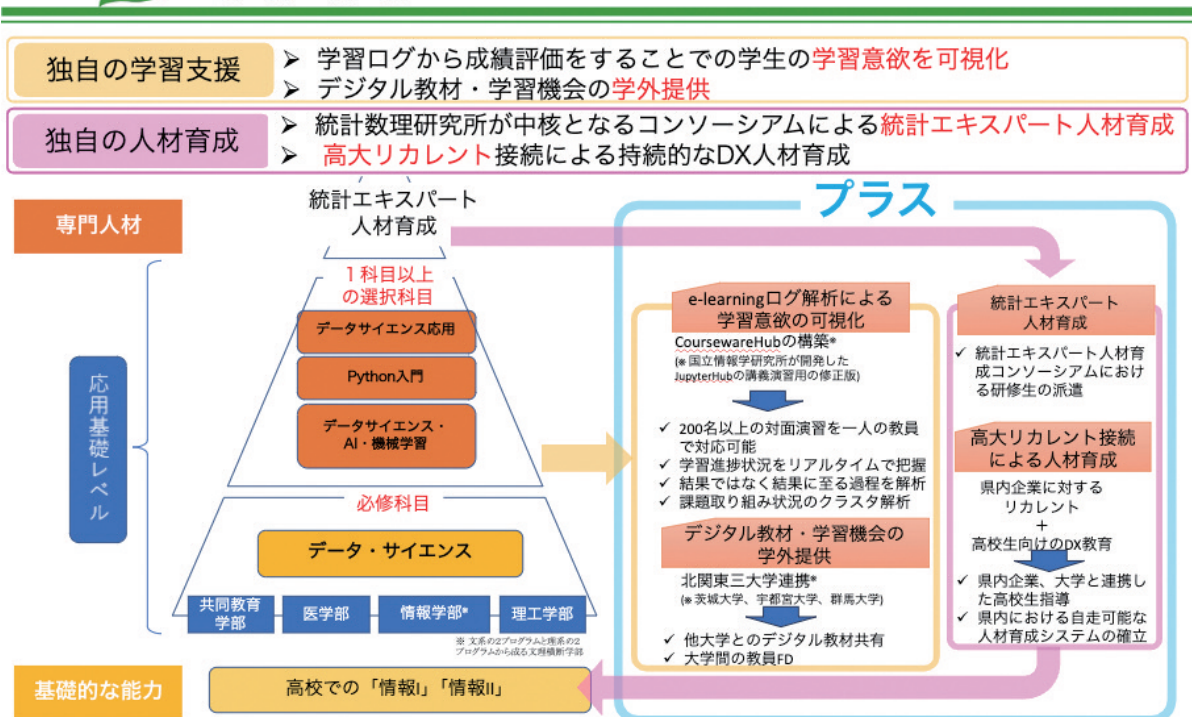 独自の学習支援
➢ 学習ログから成績評価をすることでの学生の学習意欲を可視化
➢ デジタル教材・学習機会の学外提供
独自の人材育成
➢ 統計数理研究所が中核となるコンソーシアムによる統計エキスパート人材育成
➢ 高大リカレント接続による持続的なDX人材育成
プラス
専門人材
統計エキスパート
人材育成
応用基礎レベル
1科目以上
の選択科目
データサイエンス応用
Python入門
データサイエンス・
AI・機械学習
必修科目
データ・サイエンス
共同教育
学部
医学部
情報学部*
理工学部
※ 文系の2プログラムと理系の2
プログラムから成る文理横断学部
基礎的な能力
高校での「情報I」「情報II」
e-learningログ解析による
学習意欲の可視化
CoursewareHubの構築*
(* 国立情報学研究所が開発した
JupyterHubの講義演習用の修正版)
✓ 200名以上の対面演習を一人の教員
で対応可能
✓ 学習進捗状況をリアルタイムで把握
✓ 結果ではなく結果に至る過程を解析
✓ 課題取り組み状況のクラスタ解析
デジタル教材・学習機会の
学外提供
北関東三大学連携*
(* 茨城大学、宇都宮大学、群馬大学)
✓ 他大学とのデジタル教材共有
✓ 大学間の教員FD
統計エキスパート
人材育成
✓ 統計エキスパート人材育
成コンソーシアムにおけ
る研修生の派遣
高大リカレント接続
による人材育成
県内企業に対する
リカレント
+
高校生向けのDX教育
✓ 県内企業、大学と連携し
た高校生指導
✓ 県内における自走可能な
人材育成システムの確立